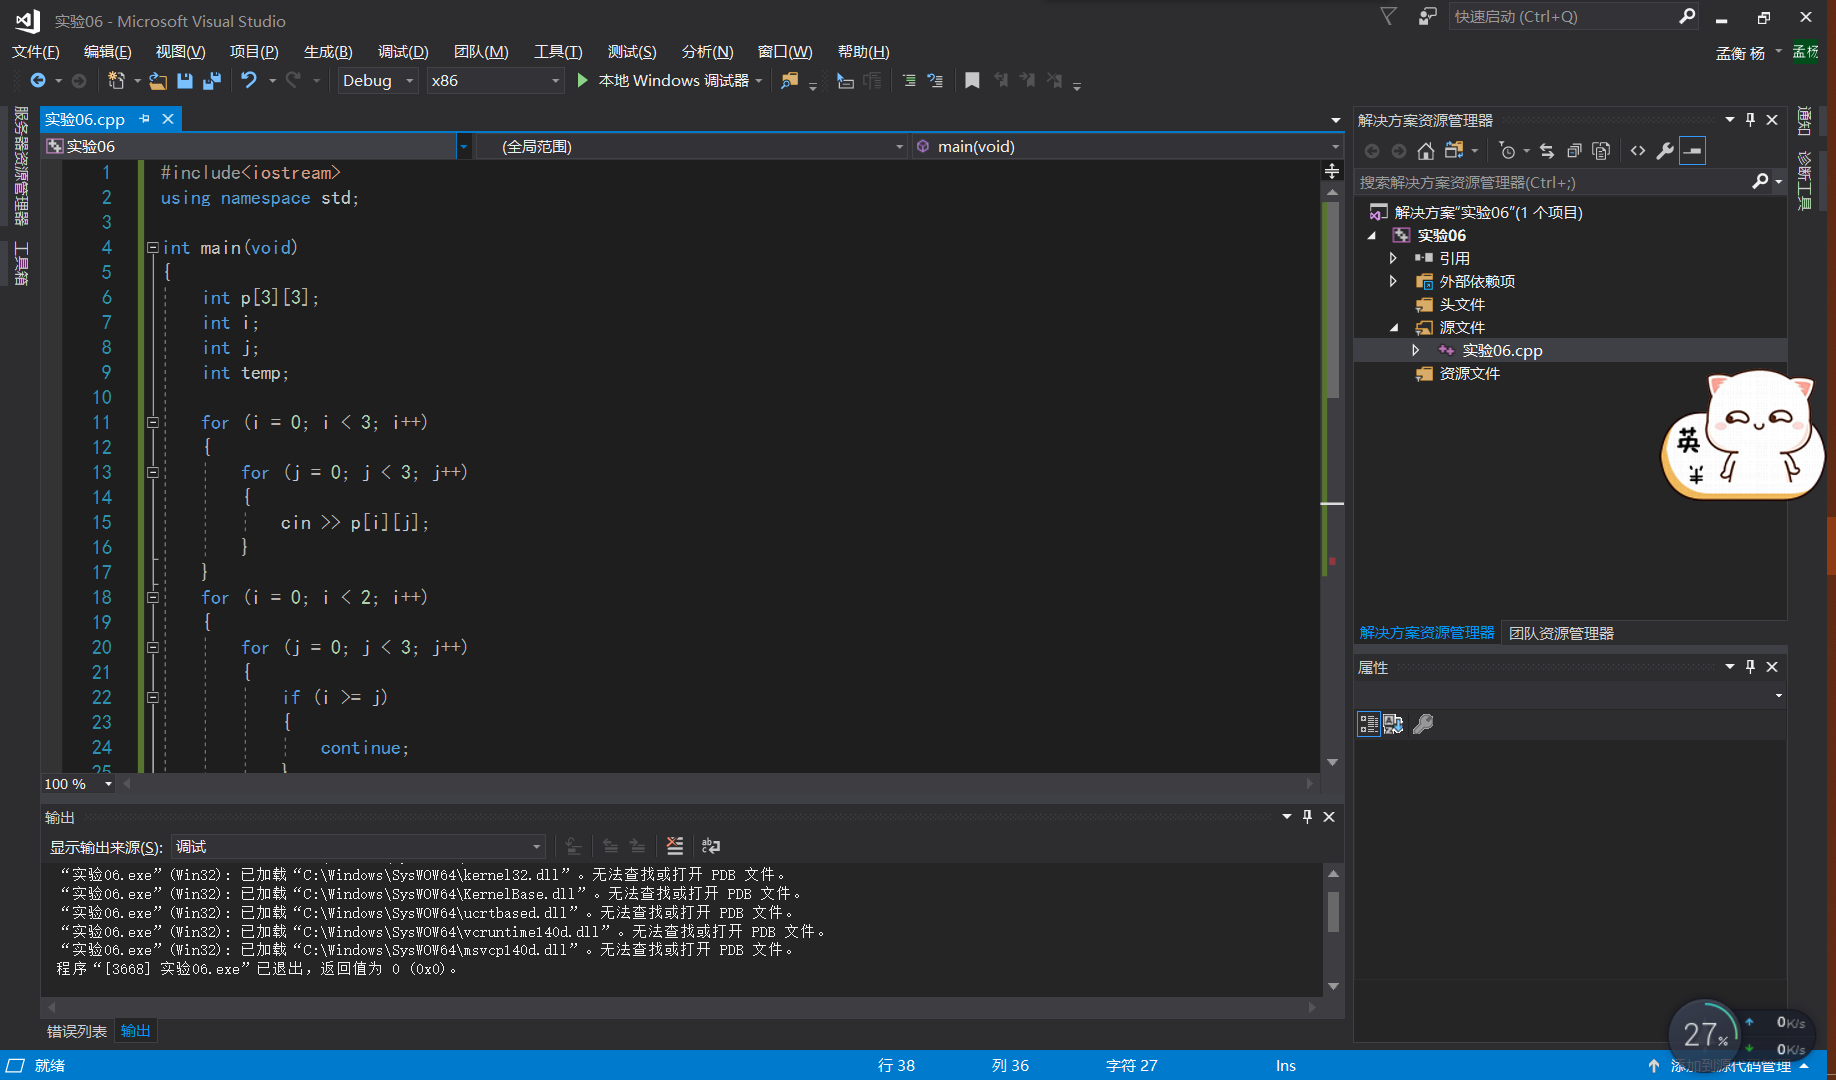 实验06 - Microsoft Visual Studio
快速启动 (Ctrl+Q)
文件(F) 编辑(E) 视图(V) 项目(P) 生成(B) 调试(D) 团队(M) 工具(T) 测试(S) 分析(N) 窗口(W) 帮助(H)
孟衡 杨 孟杨
Debug x86 本地 Windows 调试器
服务器资源管理器
工具箱
实验06.cpp
实验06 (全局范围) main(void)
1 #include<iostream>
2 using namespace std;
3
4 int main(void)
5 {
6 int p[3][3];
7 int i;
8 int j;
9 int temp;
10
11 for (i = 0; i < 3; i++)
12 {
13 for (j = 0; j < 3; j++)
14 {
15 cin >> p[i][j];
16 }
17 }
18 for (i = 0; i < 2; i++)
19 {
20 for (j = 0; j < 3; j++)
21 {
22 if (i >= j)
23 {
24 continue;
25 }
100 %
输出
显示输出来源(S): 调试
“实验06.exe”(Win32): 已加载“C:\Windows\SysWOW64\kernel32.dll”。无法查找或打开 PDB 文件。
“实验06.exe”(Win32): 已加载“C:\Windows\SysWOW64\KernelBase.dll”。无法查找或打开 PDB 文件。
“实验06.exe”(Win32): 已加载“C:\Windows\SysWOW64\ucrtbased.dll”。无法查找或打开 PDB 文件。
“实验06.exe”(Win32): 已加载“C:\Windows\SysWOW64\vcruntime140d.dll”。无法查找或打开 PDB 文件。
“实验06.exe”(Win32): 已加载“C:\Windows\SysWOW64\msvcp140d.dll”。无法查找或打开 PDB 文件。
程序“[3668] 实验06.exe”已退出，返回值为 0 (0x0)。
错误列表 输出
解决方案资源管理器
搜索解决方案资源管理器(Ctrl+;)
解决方案“实验06”(1 个项目)
实验06
引用
外部依赖项
头文件
源文件
实验06.cpp
资源文件
英
解决方案资源管理器 团队资源管理器
属性
通知
诊断工具
27%
0K/s
0K/s
就绪 行 38 列 36 字符 27 Ins 添加到源代码管理